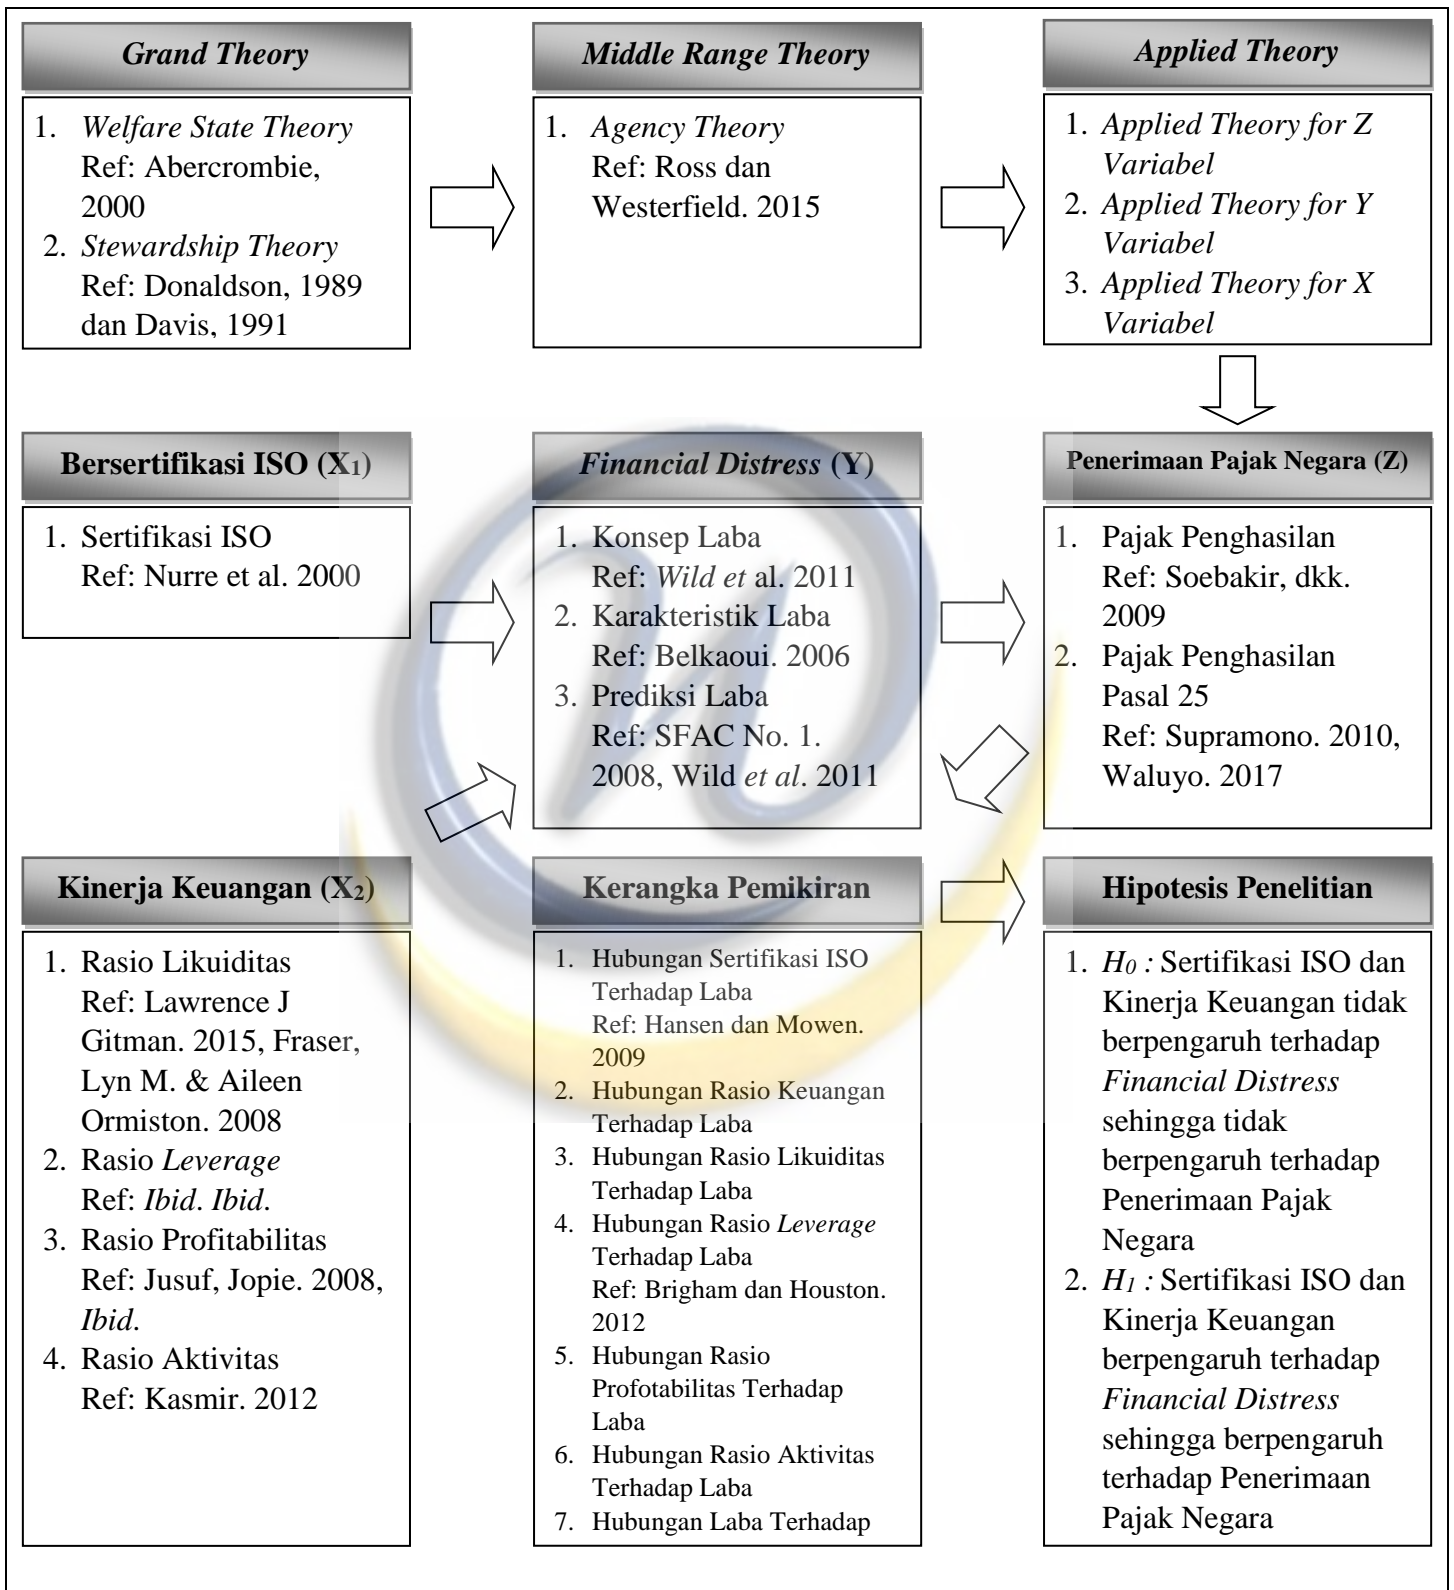 Grand Theory
1. Welfare State Theory
Ref: Abercrombie,
2000
2. Stewardship Theory
Ref: Donaldson, 1989
dan Davis, 1991
Middle Range Theory
1. Agency Theory
Ref: Ross dan
Westerfield. 2015
Applied Theory
1. Applied Theory for Z
Variabel
2. Applied Theory for Y
Variabel
3. Applied Theory for X
Variabel
Bersertifikasi ISO (X₁)
1. Sertifikasi ISO
Ref: Nurre et al. 2000
Financial Distress (Y)
1. Konsep Laba
Ref: Wild et al. 2011
2. Karakteristik Laba
Ref: Belkaoui. 2006
3. Prediksi Laba
Ref: SFAC No. 1.
2008, Wild et al. 2011
Penerimaan Pajak Negara (Z)
1. Pajak Penghasilan
Ref: Soebakir, dkk.
2009
2. Pajak Penghasilan
Pasal 25
Ref: Supramono. 2010,
Waluyo. 2017
Kinerja Keuangan (X₂)
1. Rasio Likuiditas
Ref: Lawrence J
Gitman. 2015, Fraser,
Lyn M. & Aileen
Ormiston. 2008
2. Rasio Leverage
Ref: Ibid. Ibid.
3. Rasio Profitabilitas
Ref: Jusuf, Jopie. 2008,
Ibid.
4. Rasio Aktivitas
Ref: Kasmir. 2012
Kerangka Pemikiran
1. Hubungan Sertifikasi ISO
Terhadap Laba
Ref: Hansen dan Mowen.
2009
2. Hubungan Rasio Keuangan
Terhadap Laba
3. Hubungan Rasio Likuiditas
Terhadap Laba
4. Hubungan Rasio Leverage
Terhadap Laba
Ref: Brigham dan Houston.
2012
5. Hubungan Rasio
Profotabilitas Terhadap
Laba
6. Hubungan Rasio Aktivitas
Terhadap Laba
7. Hubungan Laba Terhadap
Hipotesis Penelitian
1. H₀ : Sertifikasi ISO dan
Kinerja Keuangan tidak
berpengaruh terhadap
Financial Distress
sehingga tidak
berpengaruh terhadap
Penerimaan Pajak
Negara
2. H₁ : Sertifikasi ISO dan
Kinerja Keuangan
berpengaruh terhadap
Financial Distress
sehingga berpengaruh
terhadap Penerimaan
Pajak Negara